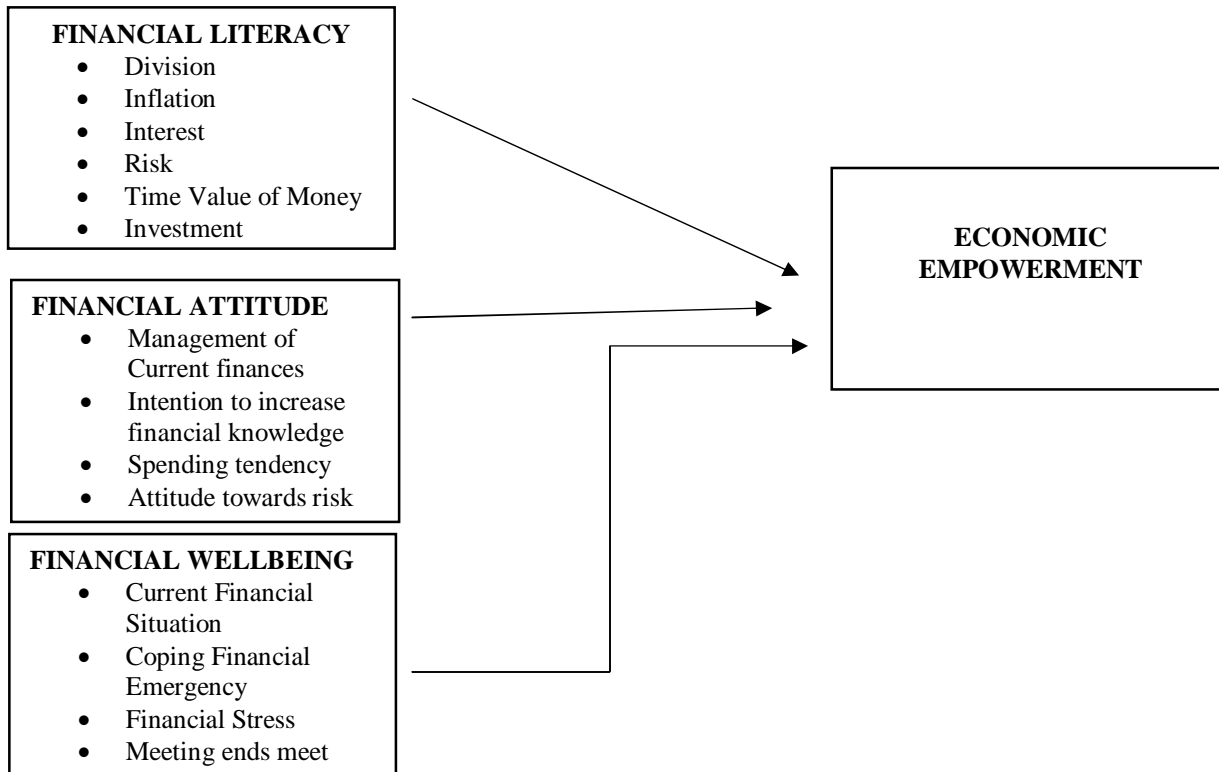 FINANCIAL LITERACY
• Division
• Inflation
• Interest
• Risk
• Time Value of Money
• Investment
FINANCIAL ATTITUDE
• Management of
Current finances
• Intention to increase
financial knowledge
• Spending tendency
• Attitude towards risk
FINANCIAL WELLBEING
• Current Financial
Situation
• Coping Financial
Emergency
• Financial Stress
• Meeting ends meet
ECONOMIC
EMPOWERMENT